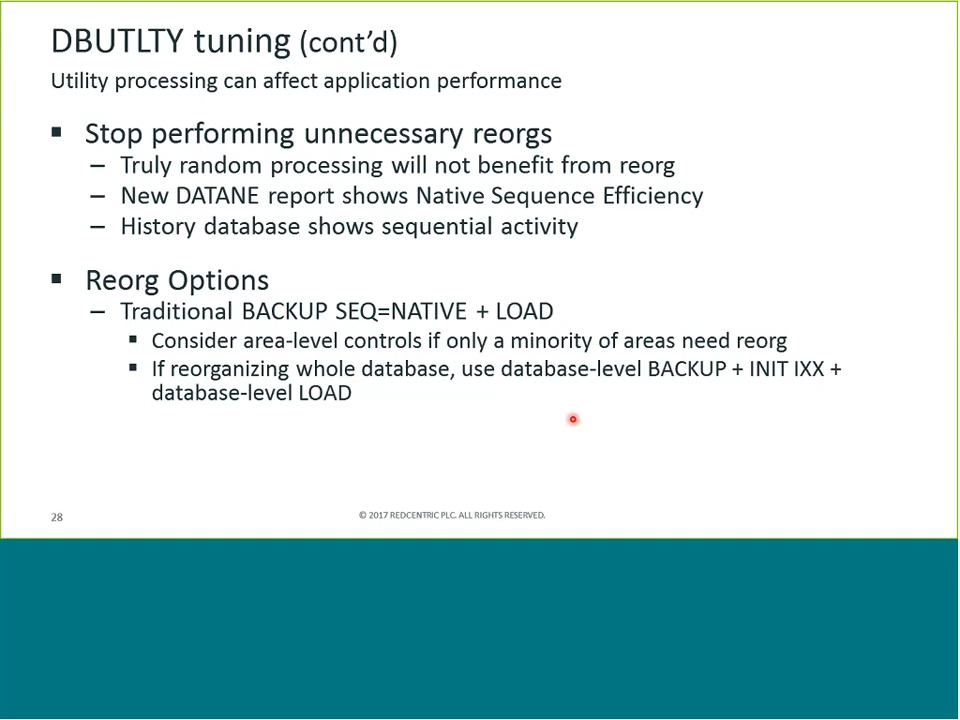 DBUTLTY tuning (cont’d)
Utility processing can affect application performance
▪ Stop performing unnecessary reorgs
– Truly random processing will not benefit from reorg
– New DATANE report shows Native Sequence Efficiency
– History database shows sequential activity
▪ Reorg Options
– Traditional BACKUP SEQ=NATIVE + LOAD
▪ Consider area-level controls if only a minority of areas need reorg
▪ If reorganizing whole database, use database-level BACKUP + INIT IXX +
database-level LOAD
28
© 2017 REDCENTRIC PLC. ALL RIGHTS RESERVED.